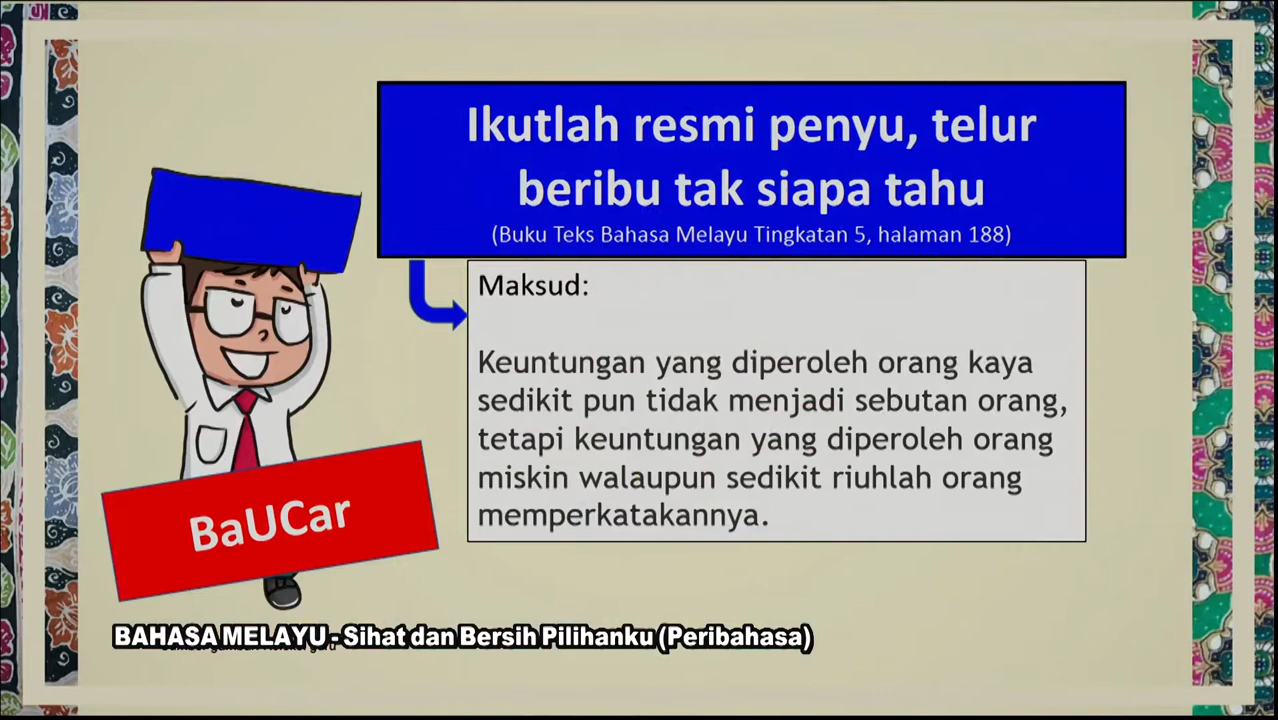 Ikutlah resmi penyu, telur
beribu tak siapa tahu
(Buku Teks Bahasa Melayu Tingkatan 5, halaman 188)
Maksud:
Keuntungan yang diperoleh orang kaya
sedikit pun tidak menjadi sebutan orang,
tetapi keuntungan yang diperoleh orang
miskin walaupun sedikit riuhlah orang
memperkatakannya.
BaUCar
BAHASA MELAYU - Sihat dan Bersih Pilihanku (Peribahasa)